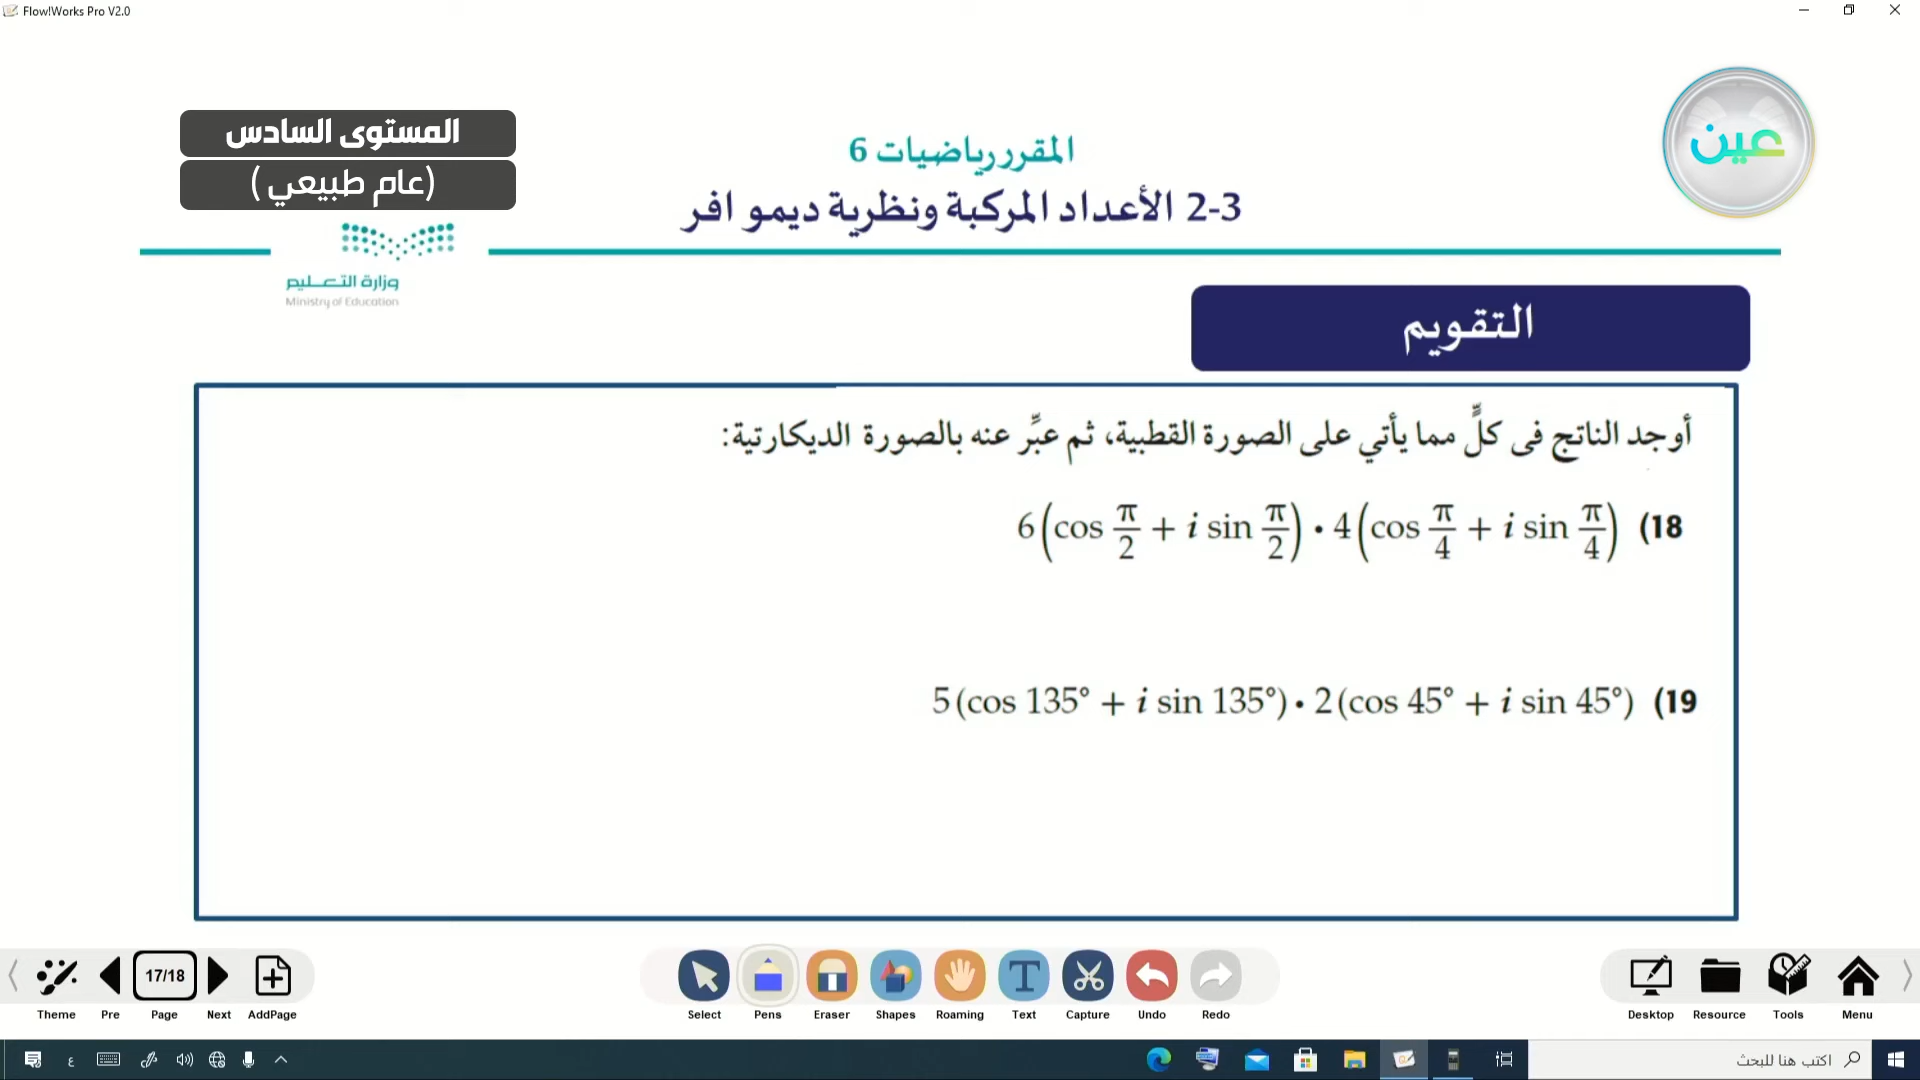 Flow!Works Pro V2.0
عين
المقرر رياضيات 6
2-3 الأعداد المركبة ونظرية ديمو افر
المستوى السادس
(عام طبيعي )
وزارة التعليم
Ministry of Education
التقويم
أوجد الناتج فى كلٍّ مما يأتي على الصورة القطبية، ثم عبِّر عنه بالصورة الديكارتية:
(18 6(cos π/2 + i sin π/2) • 4(cos π/4 + i sin π/4)
(19 5(cos 135° + i sin 135°) • 2(cos 45° + i sin 45°)
17/18
Theme Pre Page Next AddPage
Select Pens Eraser Shapes Roaming Text Capture Undo Redo
Desktop Resource Tools Menu
ع
اكتب هنا للبحث